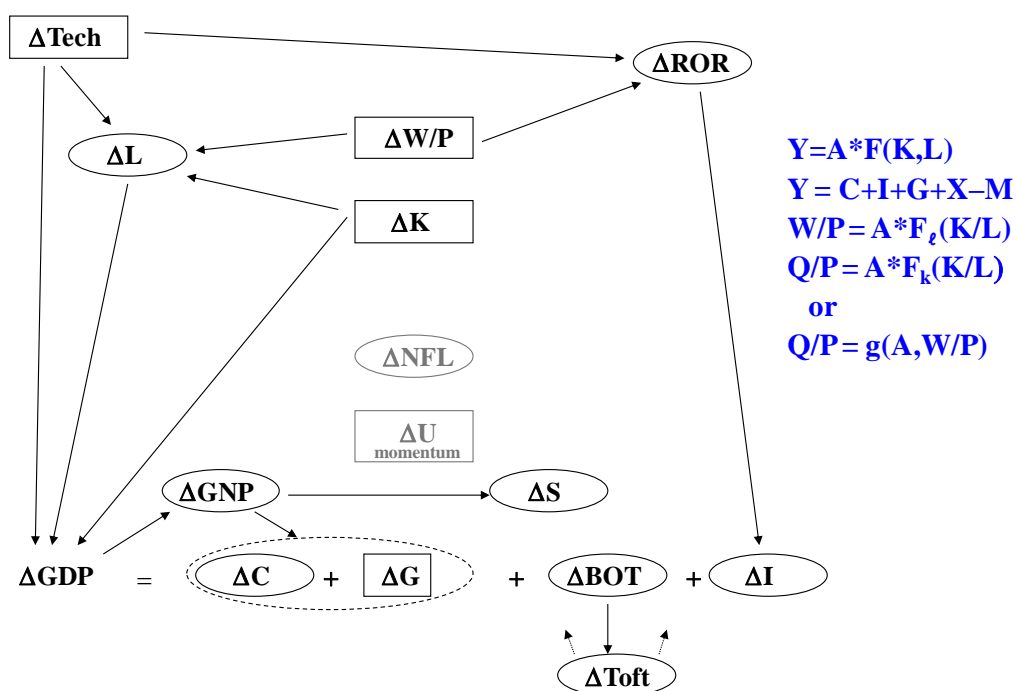 ΔTech
ΔROR
ΔW/P
ΔL
ΔK
Y=A*F(K,L)
Y = C+I+G+X–M
W/P = A*Fℓ(K/L)
Q/P = A*Fk(K/L)
or
Q/P = g(A,W/P)
ΔNFL
ΔU
momentum
ΔGNP
ΔS
ΔGDP = ΔC + ΔG + ΔBOT + ΔI
ΔToft